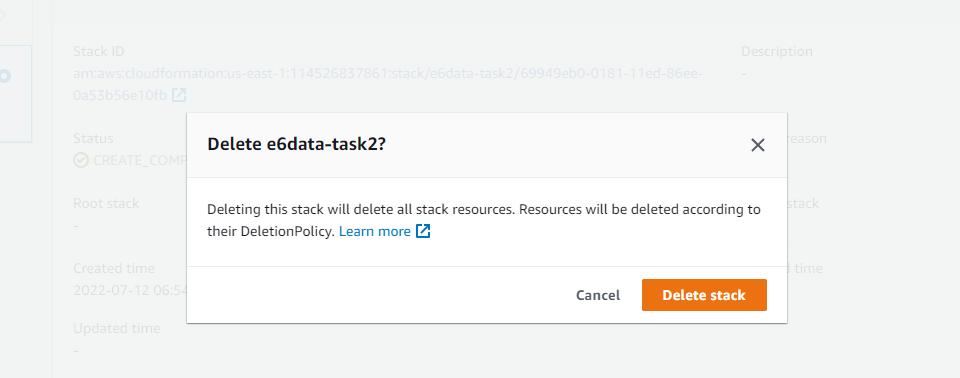 Stack ID
Description
arn:aws:cloudformation:us-east-1:114526837861:stack/e6data-task2/69949eb0-0181-11ed-86ee-
-
0a53b56e10fb
Status
reason
CREATE_COMP
Delete e6data-task2?
Root stack
stack
-
Deleting this stack will delete all stack resources. Resources will be deleted according to
their DeletionPolicy. Learn more
Created time
d time
2022-07-12 06:54
Cancel
Delete stack
Updated time
-